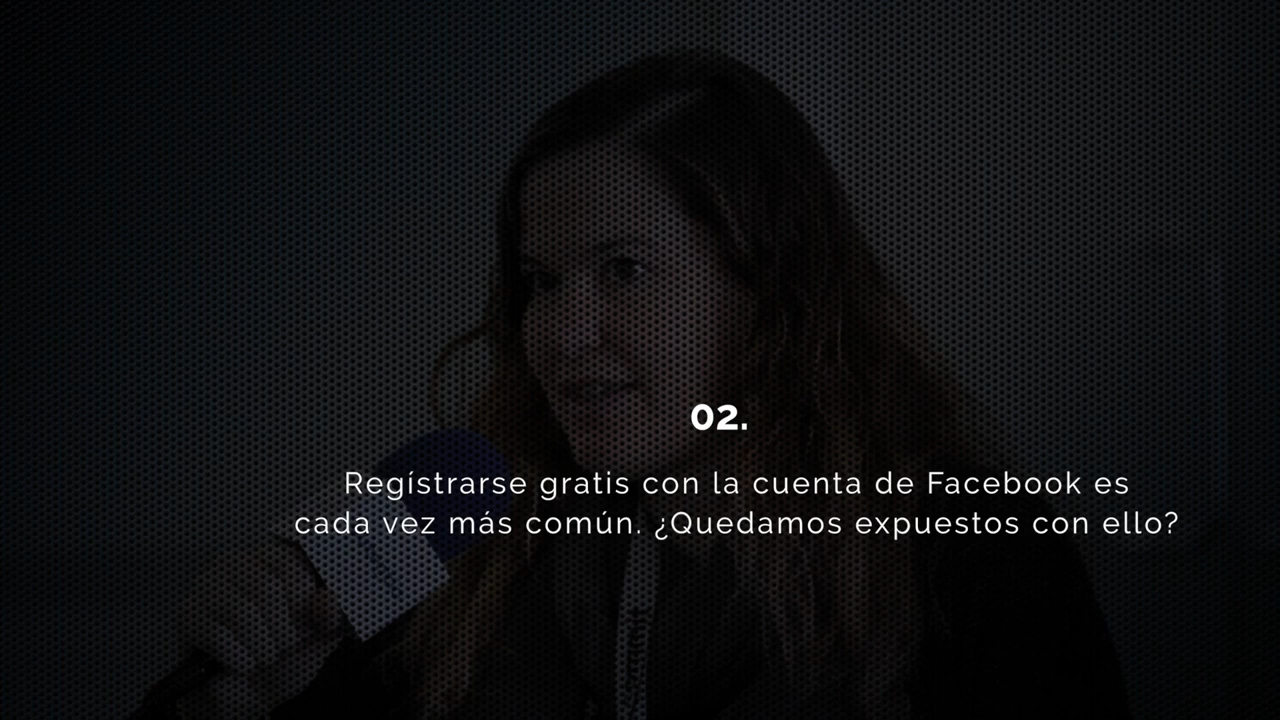 02.
Regístrarse gratis con la cuenta de Facebook es
cada vez más común. ¿Quedamos expuestos con ello?